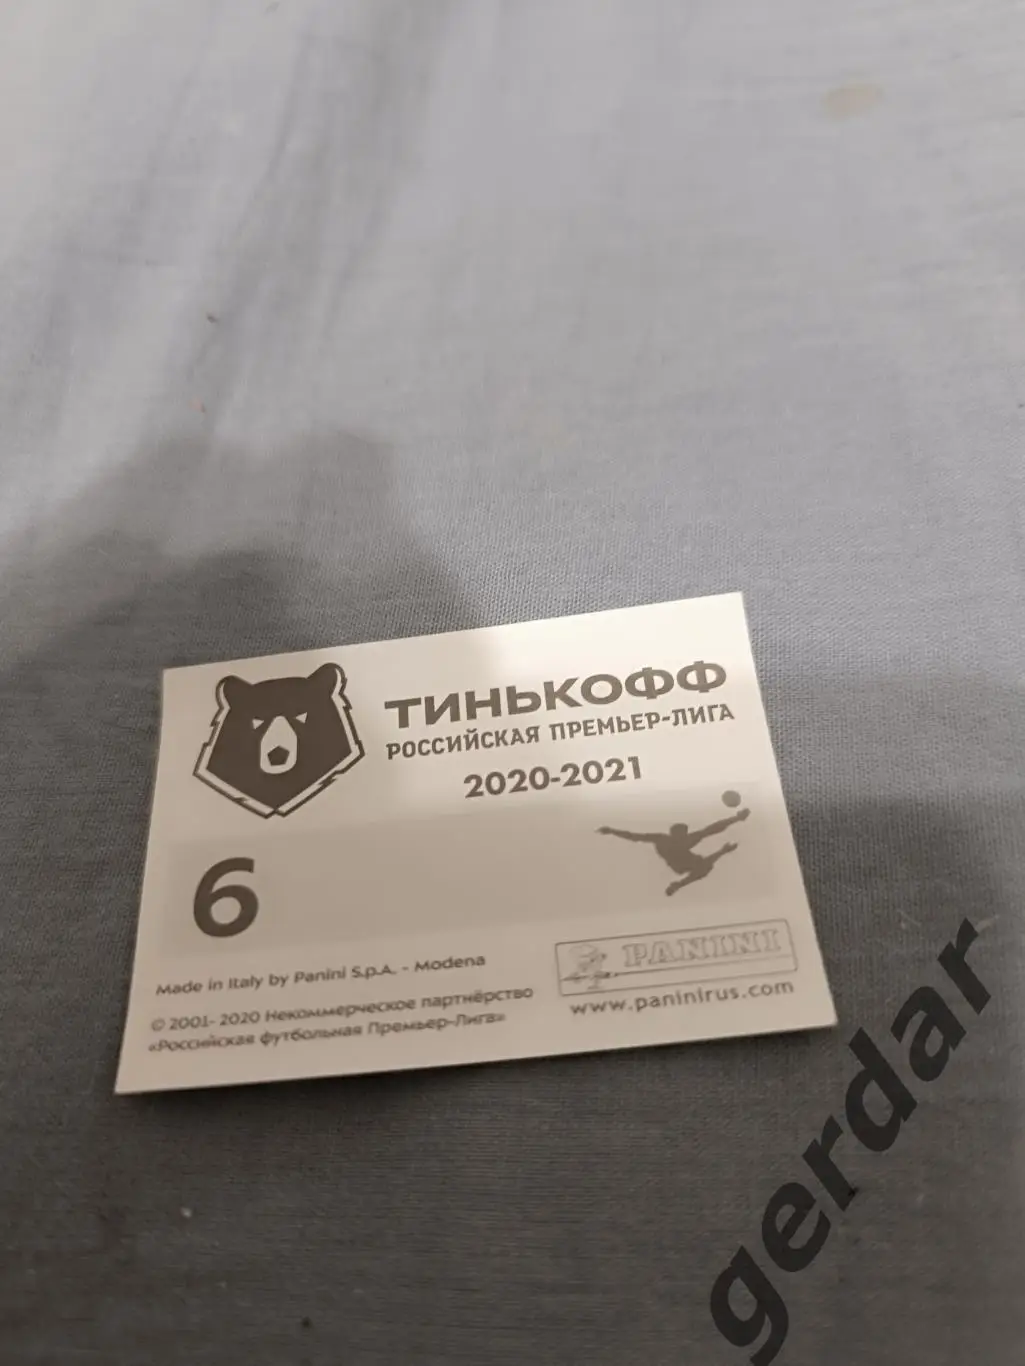 ТИНЬКОФФ
РОССИЙСКАЯ ПРЕМЬЕР-ЛИГА
2020-2021
6
Made in Italy by Panini S.p.A. - Modena
© 2001- 2020 Некоммерческое партнёрство
«Российская футбольная Премьер-Лига»
PANINI
www.paninirus.com
gerdar